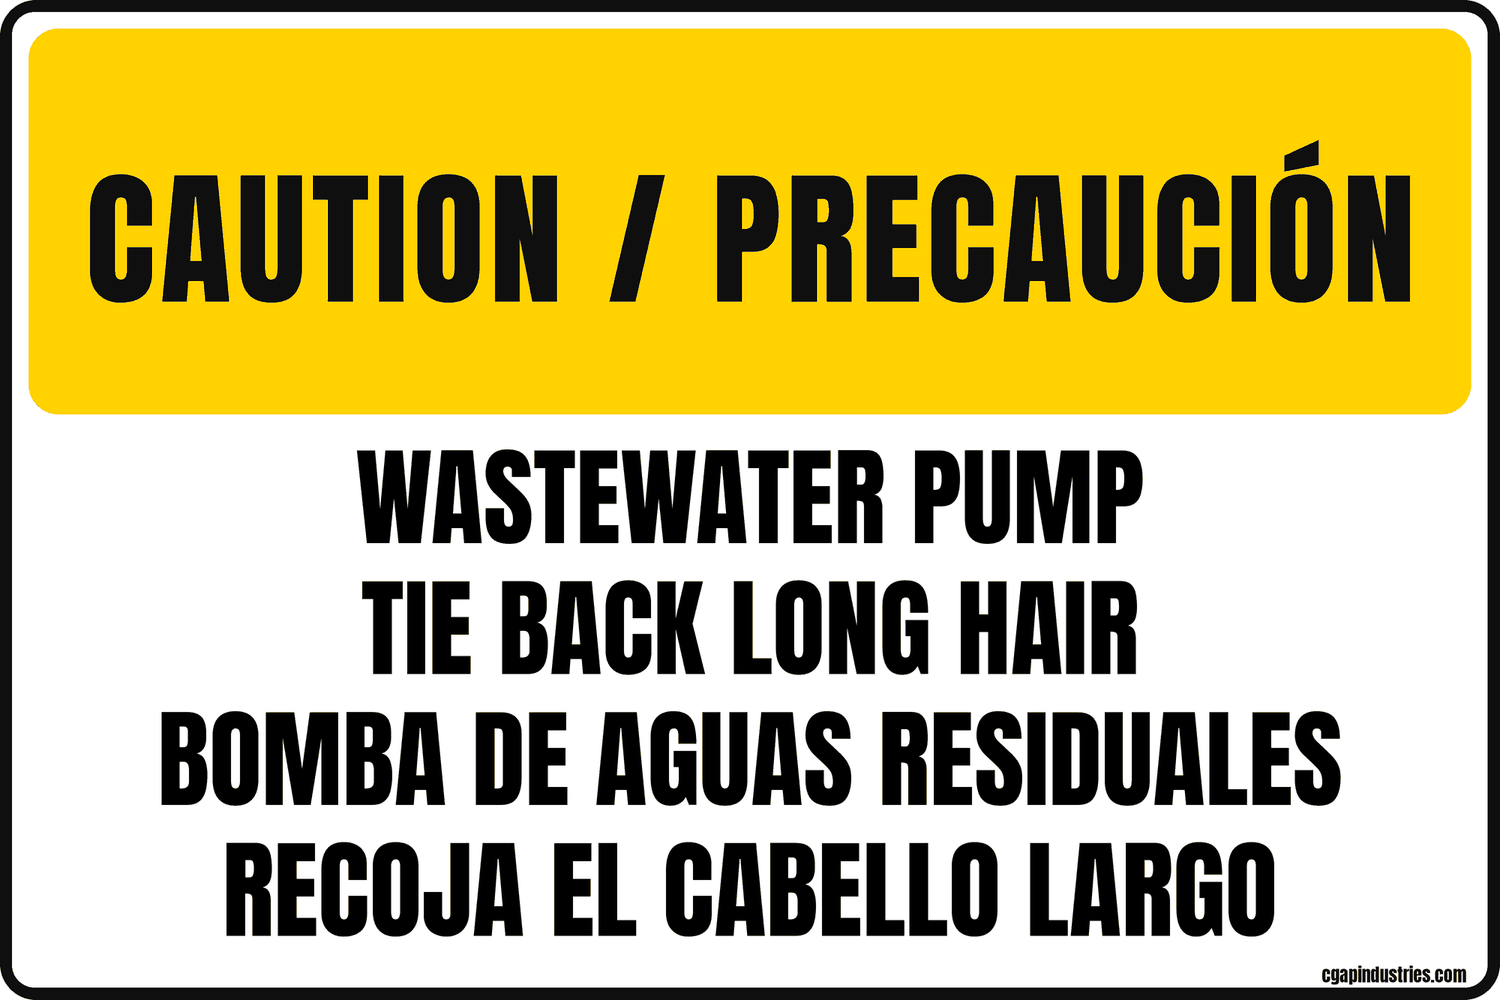 CAUTION / PRECAUCIÓN
WASTEWATER PUMP
TIE BACK LONG HAIR
BOMBA DE AGUAS RESIDUALES
RECOJA EL CABELLO LARGO
cgapindustries.com